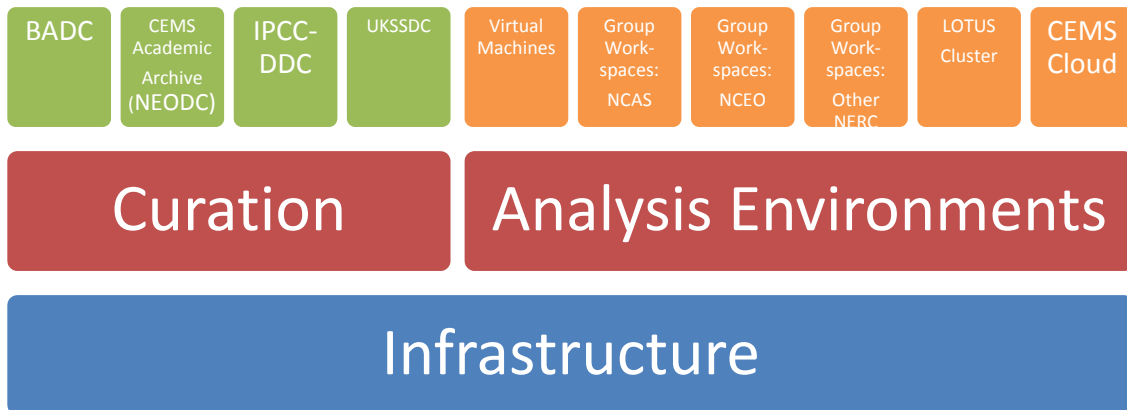 BADC
CEMS
Academic
Archive
(NEODC)
IPCC-
DDC
UKSSDC
Virtual
Machines
Group
Work-
spaces:
NCAS
Group
Work-
spaces:
NCEO
Group
Work-
spaces:
Other
NERC
LOTUS
Cluster
CEMS
Cloud
Curation
Analysis Environments
Infrastructure